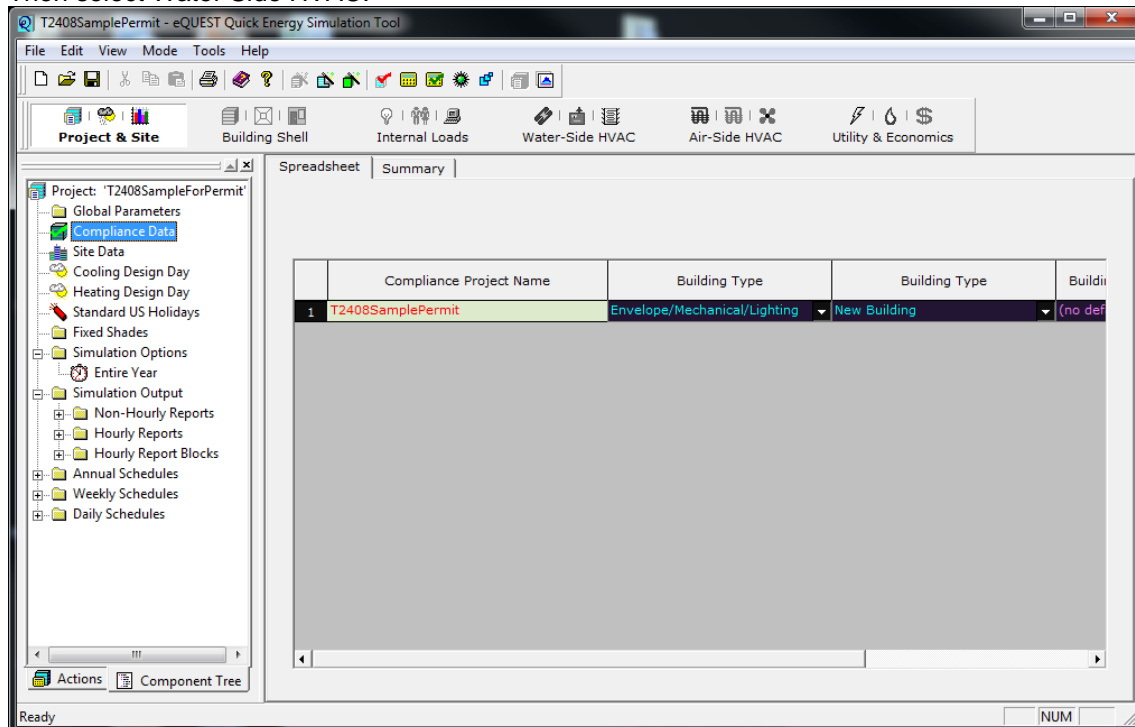 T2408SamplePermit - eQUEST Quick Energy Simulation Tool
File Edit View Mode Tools Help
Project & Site Building Shell Internal Loads Water-Side HVAC Air-Side HVAC Utility & Economics
Spreadsheet Summary
Project: 'T2408SampleForPermit'
Global Parameters
Compliance Data
Site Data
Cooling Design Day
Heating Design Day
Standard US Holidays
Fixed Shades
Simulation Options
Entire Year
Simulation Output
Non-Hourly Reports
Hourly Reports
Hourly Report Blocks
Annual Schedules
Weekly Schedules
Daily Schedules
Compliance Project Name Building Type Building Type Buildi
1 T2408SamplePermit Envelope/Mechanical/Lighting New Building (no def
Actions Component Tree
Ready NUM